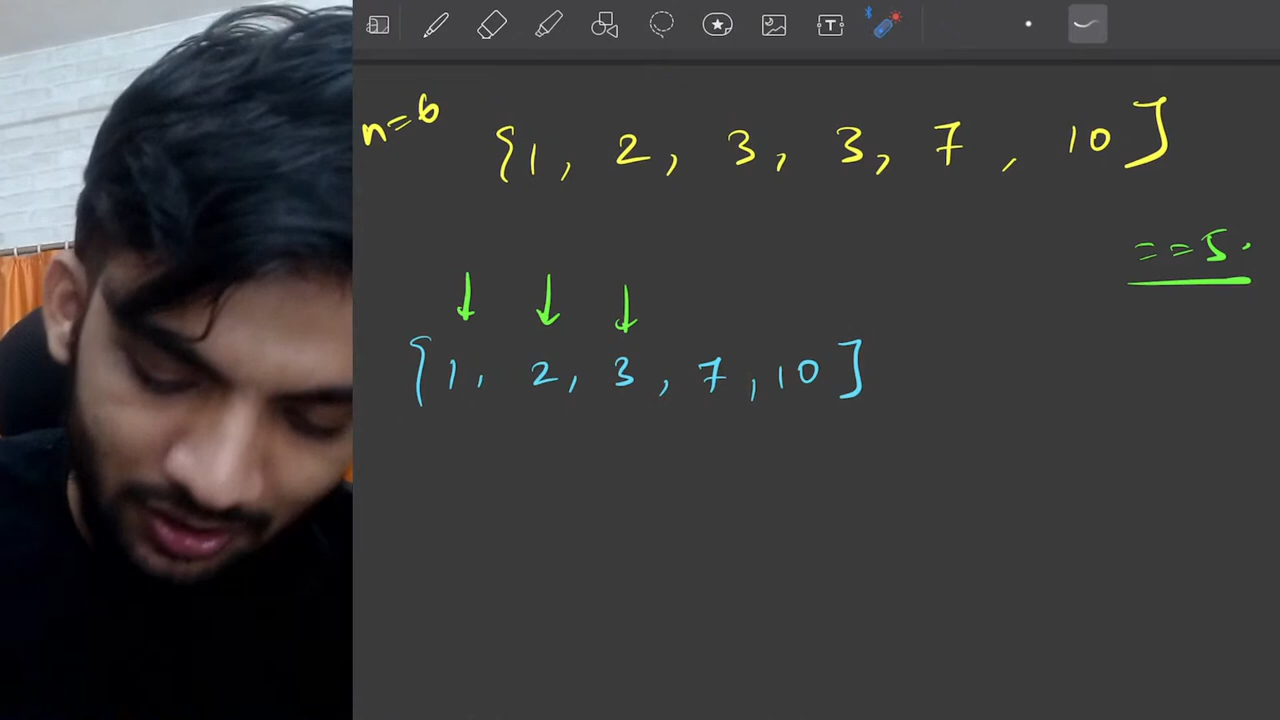 n=6 {1, 2, 3, 3, 7, 10]
==5.
{1, 2, 3, 7, 10]